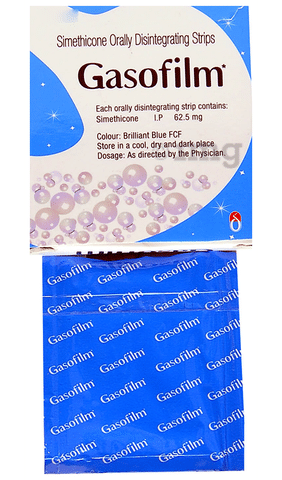 Simethicone Orally Disintegrating Strips
Gasofilm®
Each orally disintegrating strip contains:
Simethicone I.P 62.5 mg
Colour: Brilliant Blue FCF
Store in a cool, dry and dark place
Dosage: As directed by the Physician.
Gasofilm Gasofilm Gasofilm
Gasofilm Gasofilm Gasofilm
Gasofilm Gasofilm Gasofilm
Gasofilm Gasofilm Gasofilm
Gasofilm Gasofilm Gasofilm
Gasofilm Gasofilm Gasofilm
Gasofilm Gasofilm Gasofilm
Gasofilm Gasofilm Gasofilm